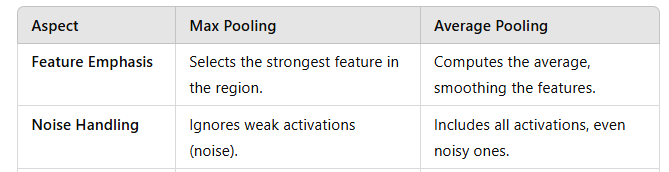 Aspect Max Pooling Average Pooling
Feature Emphasis Selects the strongest feature in Computes the average,
the region. smoothing the features.
Noise Handling Ignores weak activations Includes all activations, even
(noise). noisy ones.